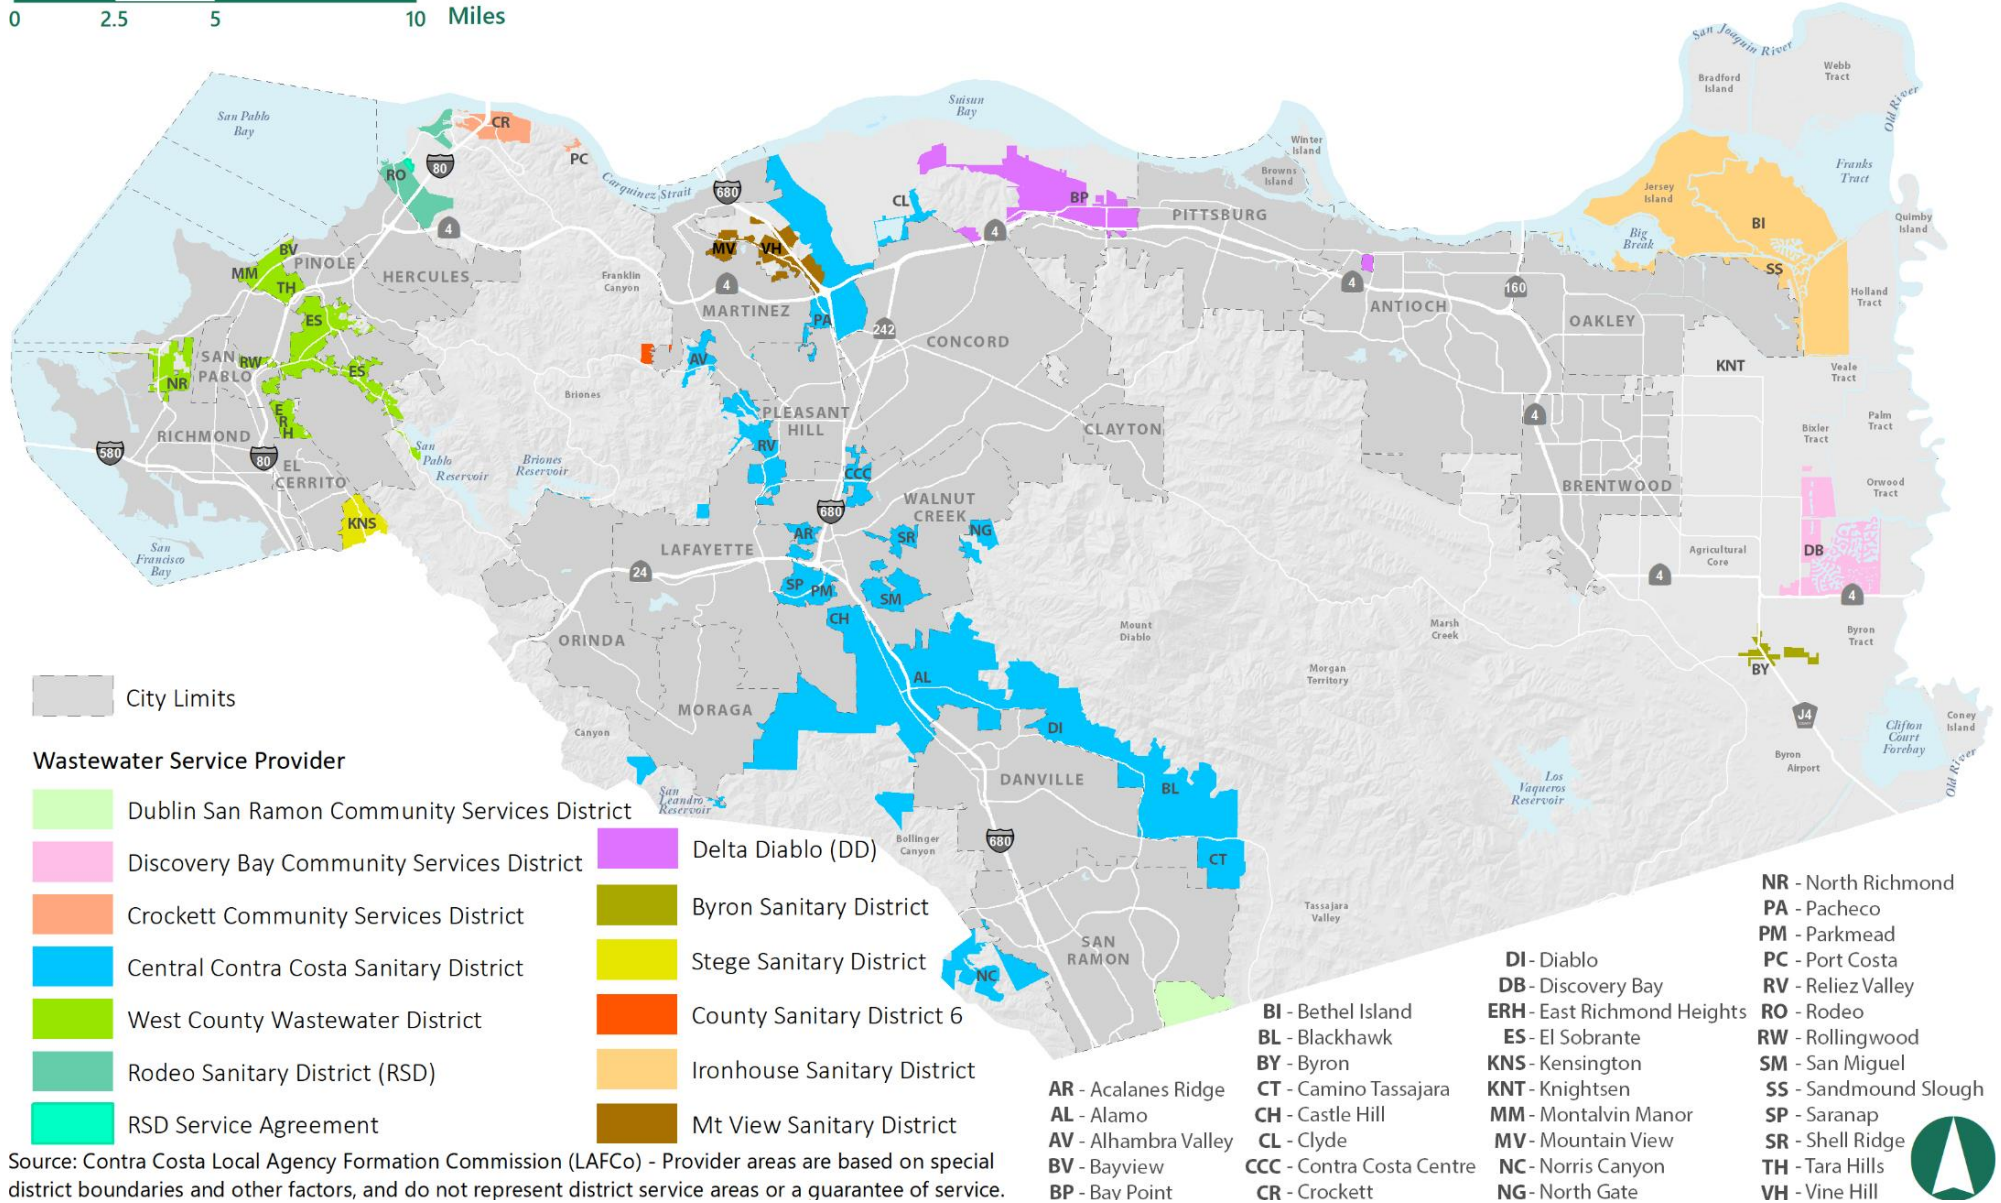 0 2.5 5 10 Miles
San Joaquin River
Webb
Tract
Bradford
Island
Old River
San Pablo
Bay
Suisun
Bay
CR
PC
80
RO
Carquinez Strait
680
Winter
Island
Browns
Island
Franks
Tract
Jersey
Island
Quimby
Island
CL
BP
PITTSBURG
BI
4
4
MV
VH
Big
Break
BV
PINOLE
MM
TH
HERCULES
Franklin
Canyon
4
SS
4
160
Holland
Tract
MARTINEZ
PA
ANTIOCH
OAKLEY
ES
242
CONCORD
SAN
PABLO
RW
ES
NR
AV
KNT
Veale
Tract
Briones
E
R
H
PLEASANT
HILL
CLAYTON
4
Palm
Tract
Bixler
Tract
RICHMOND
580
80
San
Pablo
Reservoir
Briones
Reservoir
RV
EL
CERRITO
CCC
BRENTWOOD
Orwood
Tract
680
WALNUT
CREEK
KNS
AR
SR
NG
San
Francisco
Bay
LAFAYETTE
24
DB
Agricultural
Core
4
4
SP
PM
SM
CH
Mount
Diablo
Marsh
Creek
Byron
Tract
ORINDA
BY
Morgan
Territory
AL
City Limits
MORAGA
J4
Canyon
DI
Clifton
Court
Forebay
Coney
Island
Old River
Byron
Airport
DANVILLE
BL
Los
Vaqueros
Reservoir
San
Leandro
Reservoir
Bollinger
Canyon
680
CT
Tassajara
Valley
SAN
RAMON
NC
Wastewater Service Provider
Dublin San Ramon Community Services District
Discovery Bay Community Services District
Crockett Community Services District
Central Contra Costa Sanitary District
West County Wastewater District
Rodeo Sanitary District (RSD)
RSD Service Agreement
Delta Diablo (DD)
Byron Sanitary District
Stege Sanitary District
County Sanitary District 6
Ironhouse Sanitary District
Mt View Sanitary District
AR - Acalanes Ridge
AL - Alamo
AV - Alhambra Valley
BV - Bayview
BP - Bay Point
BI - Bethel Island
BL - Blackhawk
BY - Byron
CT - Camino Tassajara
CH - Castle Hill
CL - Clyde
CCC - Contra Costa Centre
CR - Crockett
DI - Diablo
DB - Discovery Bay
ERH - East Richmond Heights
ES - El Sobrante
KNS - Kensington
KNT - Knightsen
MM - Montalvin Manor
MV - Mountain View
NC - Norris Canyon
NG - North Gate
NR - North Richmond
PA - Pacheco
PM - Parkmead
PC - Port Costa
RV - Reliez Valley
RO - Rodeo
RW - Rollingwood
SM - San Miguel
SS - Sandmound Slough
SP - Saranap
SR - Shell Ridge
TH - Tara Hills
VH - Vine Hill
Source: Contra Costa Local Agency Formation Commission (LAFCo) - Provider areas are based on special
district boundaries and other factors, and do not represent district service areas or a guarantee of service.